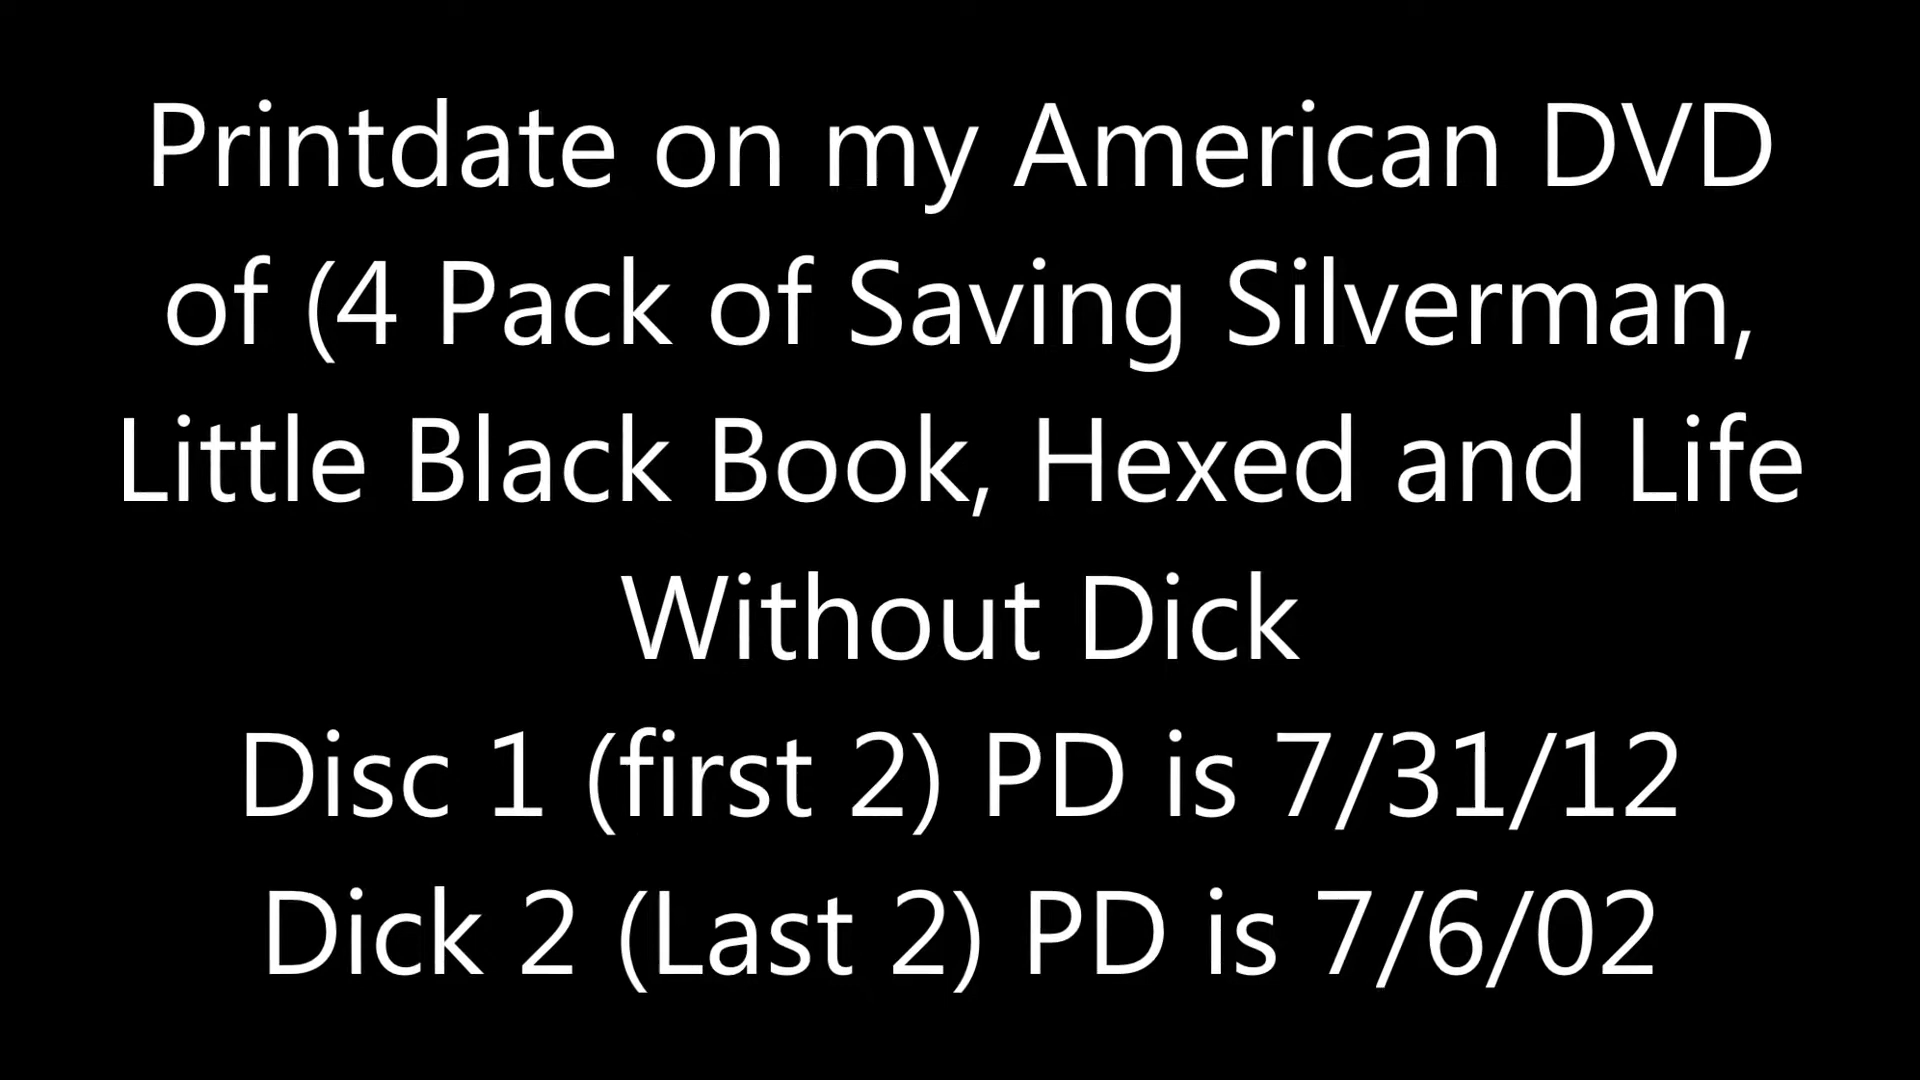 Printdate on my American DVD
of (4 Pack of Saving Silverman,
Little Black Book, Hexed and Life
Without Dick
Disc 1 (first 2) PD is 7/31/12
Dick 2 (Last 2) PD is 7/6/02